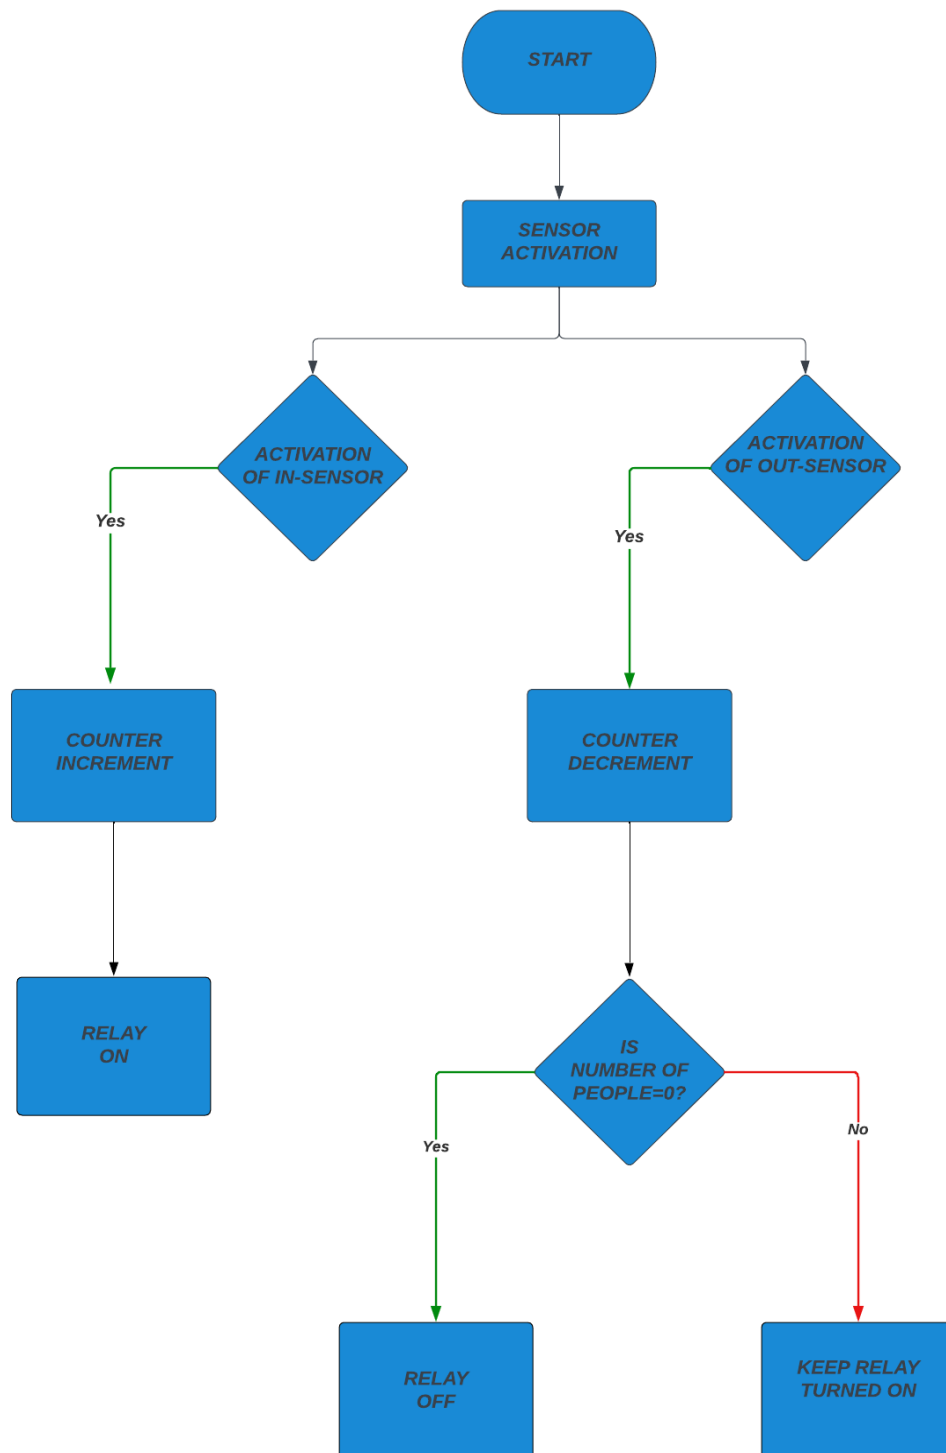 START
SENSOR
ACTIVATION
ACTIVATION
OF IN-SENSOR
ACTIVATION
OF OUT-SENSOR
Yes
Yes
COUNTER
INCREMENT
COUNTER
DECREMENT
RELAY
ON
IS
NUMBER OF
PEOPLE=0?
Yes
No
RELAY
OFF
KEEP RELAY
TURNED ON